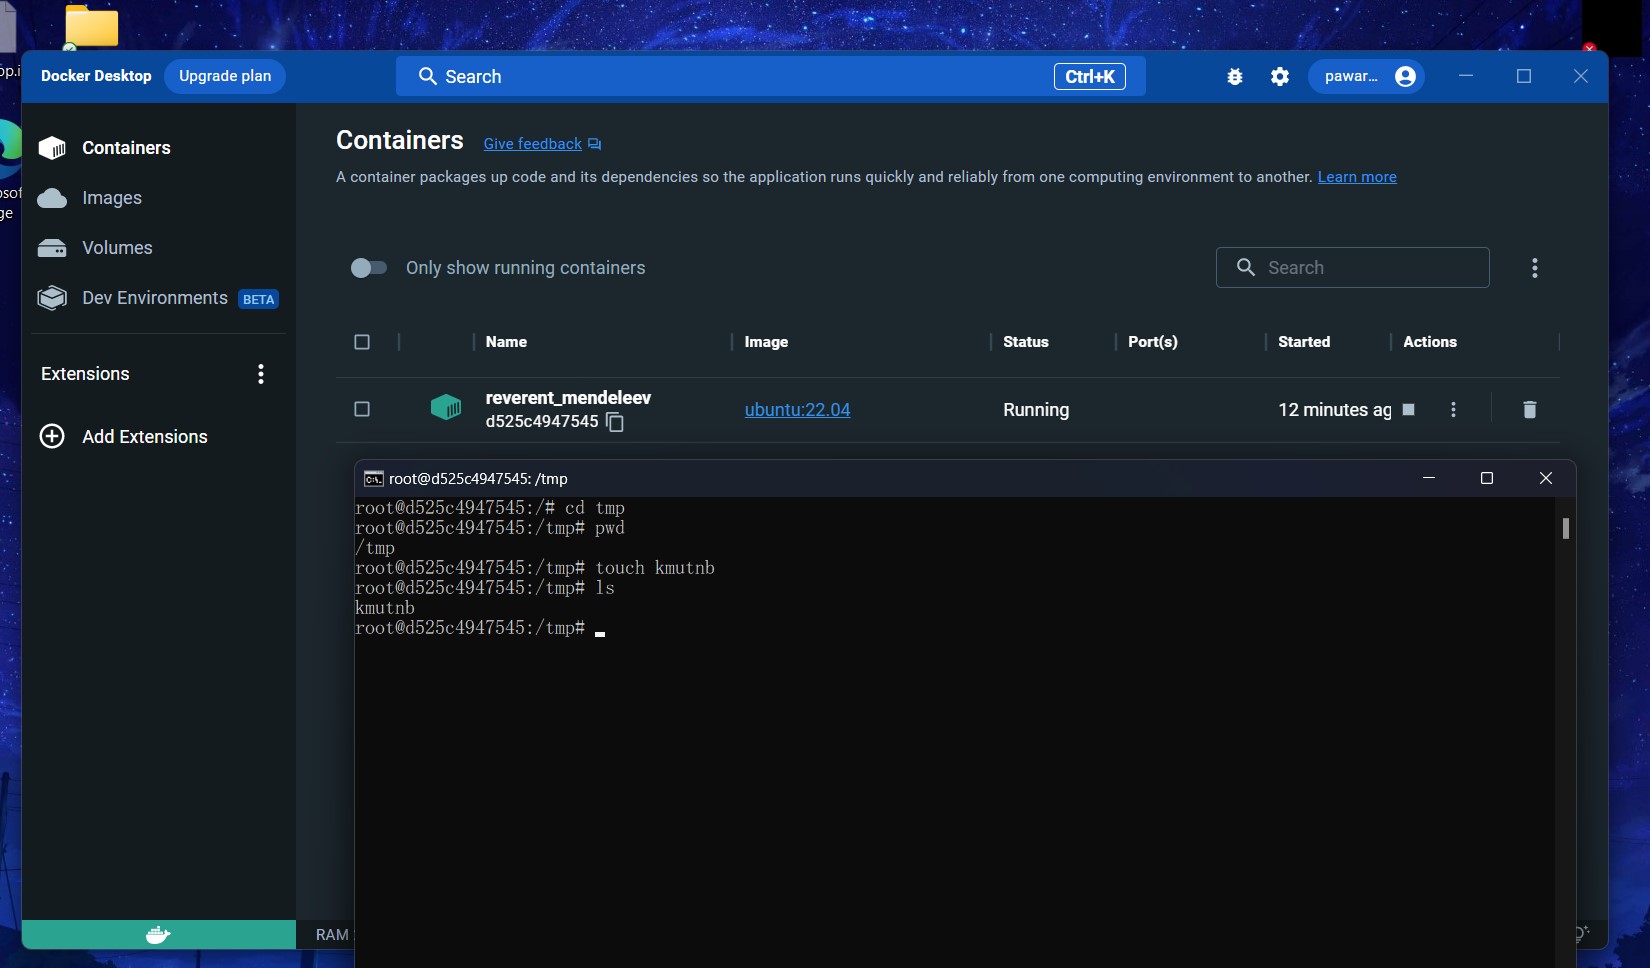 Docker Desktop Upgrade plan Search Ctrl+K pawar...
Containers
Images
Volumes
Dev Environments BETA
Extensions
Add Extensions
Containers Give feedback
A container packages up code and its dependencies so the application runs quickly and reliably from one computing environment to another. Learn more
Only show running containers Search
Name Image Status Port(s) Started Actions
reverent_mendeleev
d525c4947545
ubuntu:22.04 Running 12 minutes ag
root@d525c4947545: /tmp
root@d525c4947545:/# cd tmp
root@d525c4947545:/tmp# pwd
/tmp
root@d525c4947545:/tmp# touch kmutnb
root@d525c4947545:/tmp# ls
kmutnb
root@d525c4947545:/tmp#
RAM